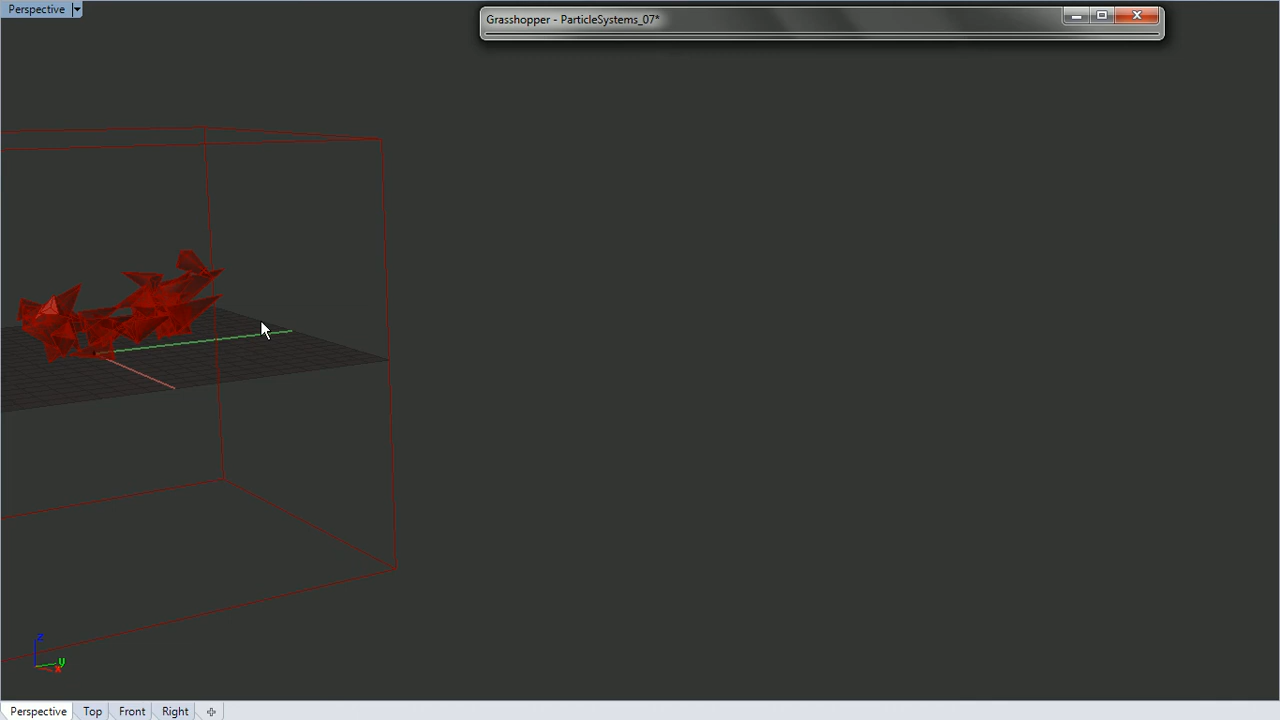 Perspective
Grasshopper - ParticleSystems_07*
z
y
x
Perspective
Top
Front
Right